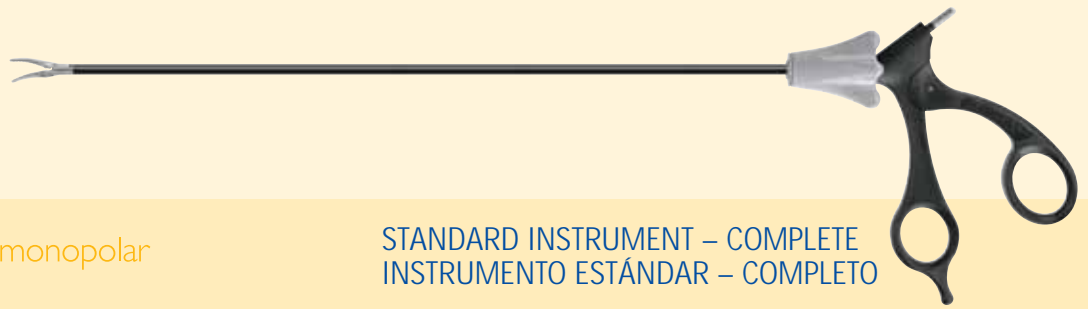 monopolar
STANDARD INSTRUMENT – COMPLETE
INSTRUMENTO ESTÁNDAR – COMPLETO